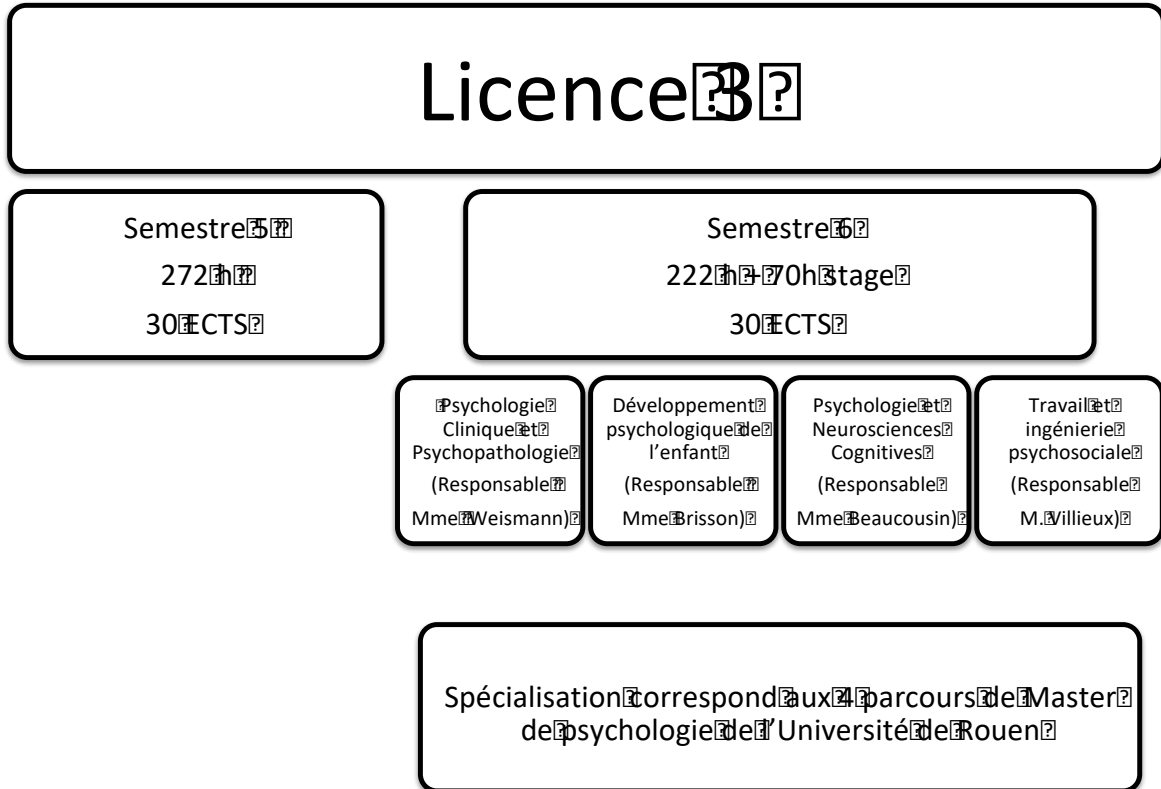 Licence 3
Semestre 5
272 h
30 ECTS
Semestre 6
222 h + 70h stage
30 ECTS
Psychologie
Clinique et
Psychopathologie
(Responsable
Mme Weismann)
Développement
psychologique de
l’enfant
(Responsable
Mme Brisson)
Psychologie et
Neurosciences
Cognitives
(Responsable
Mme Beaucousin)
Travail et
ingénierie
psychosociale
(Responsable
M. Villieux)
Spécialisation correspond aux 4 parcours de Master
de psychologie de l’Université de Rouen